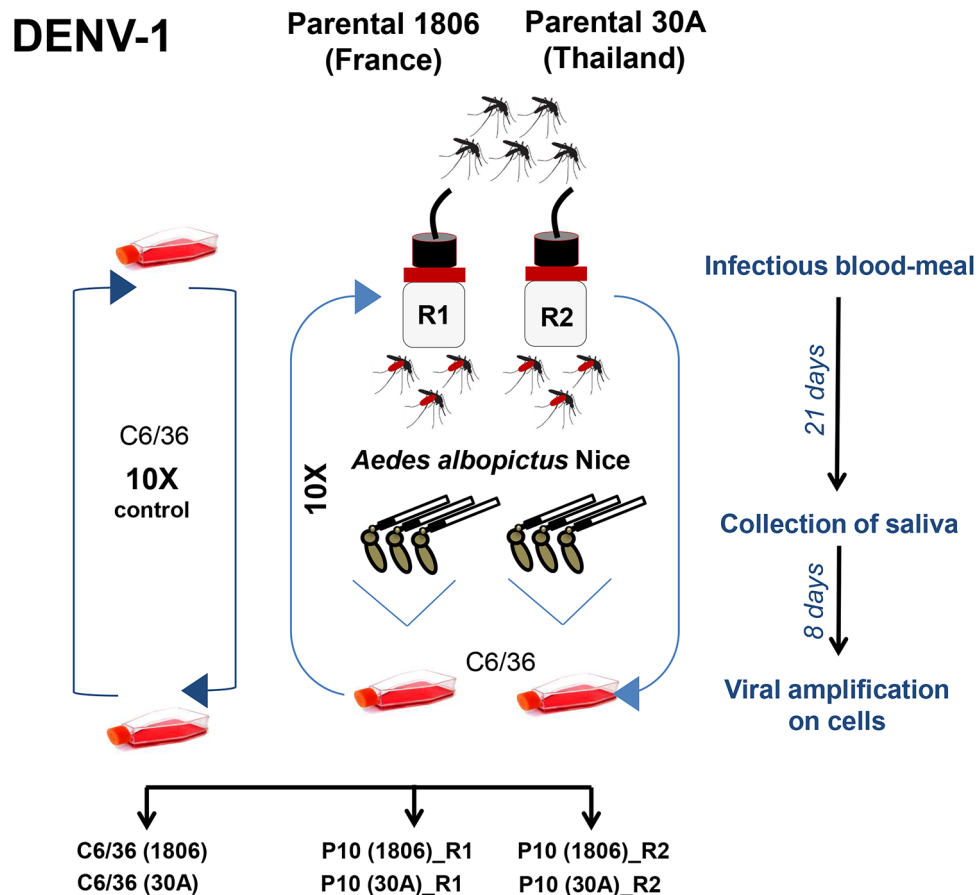 DENV-1
Parental 1806
(France)
Parental 30A
(Thailand)
R1
R2
Infectious blood-meal
21 days
C6/36
10X
control
10X
Aedes albopictus Nice
Collection of saliva
8 days
C6/36
Viral amplification
on cells
C6/36 (1806)
C6/36 (30A)
P10 (1806)_R1
P10 (30A)_R1
P10 (1806)_R2
P10 (30A)_R2